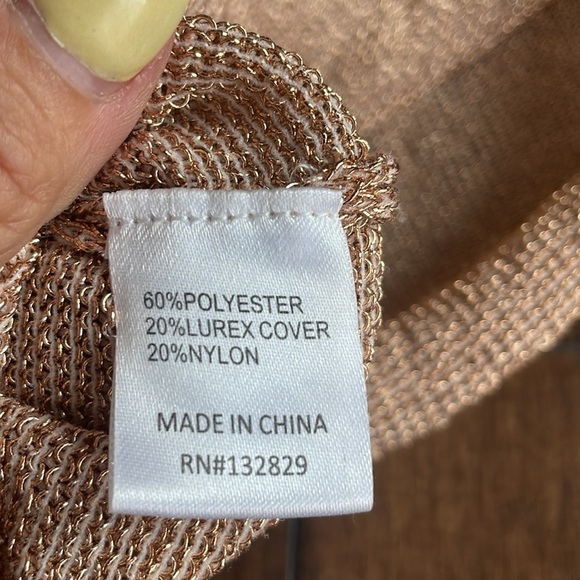 60%POLYESTER
20%LUREX COVER
20%NYLON
MADE IN CHINA
RN#132829